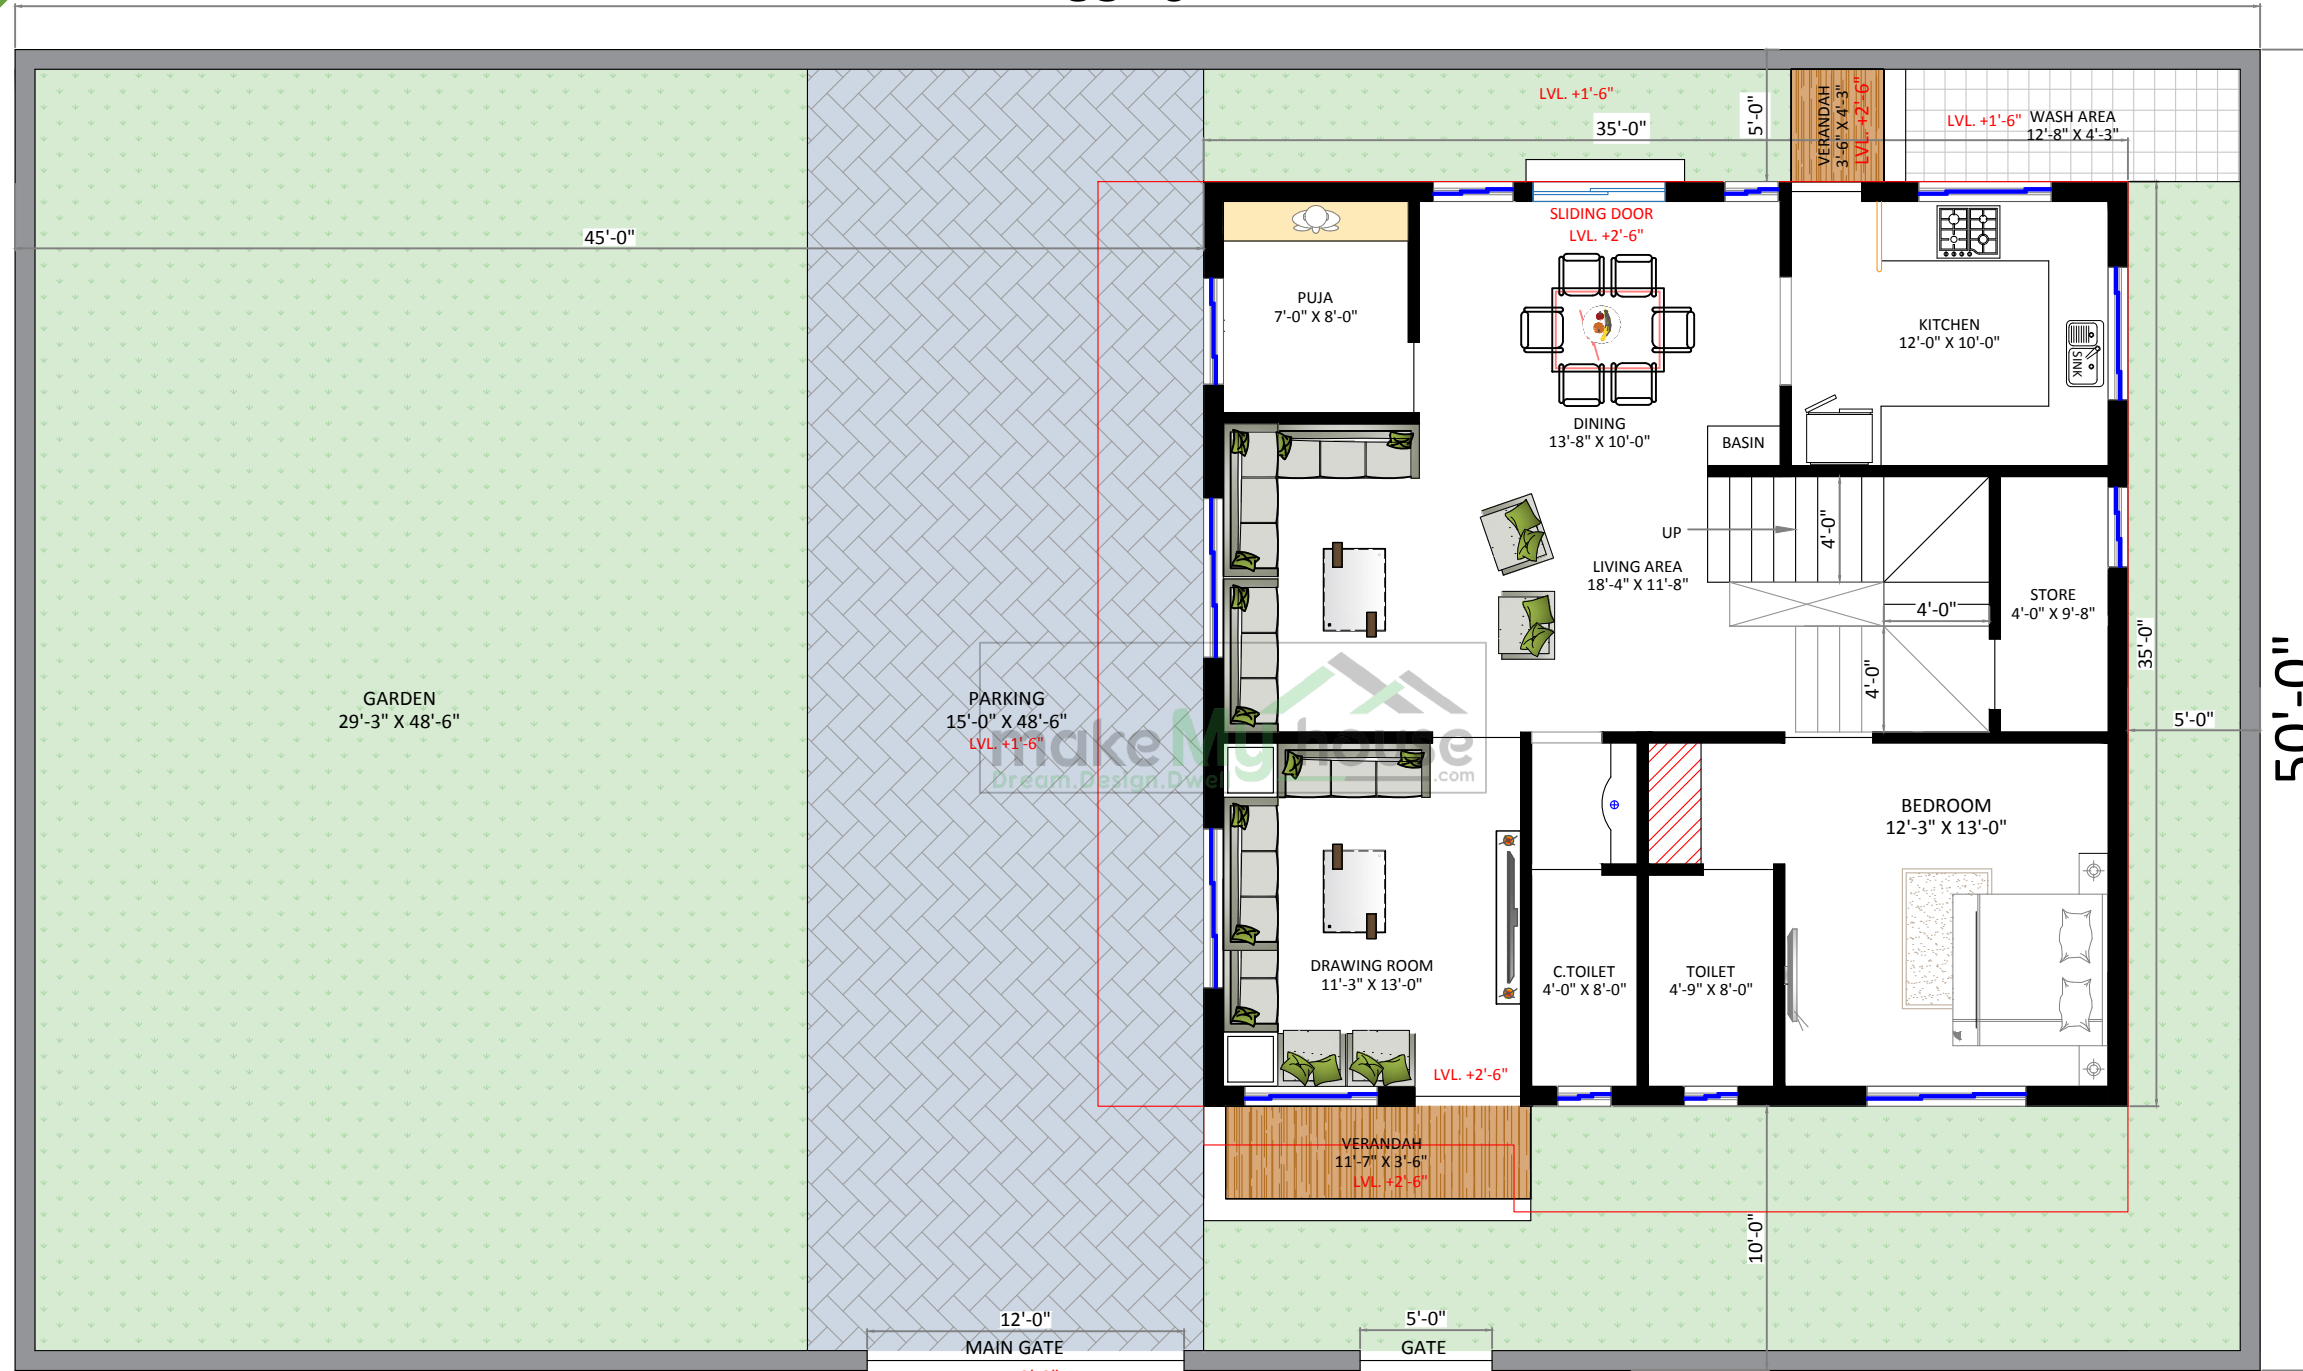 LVL. +1'-6"
35'-0"
5'-0"
VERANDAH
3'-6" X 4'-3"
LVL. +2'-6"
LVL. +1'-6"
WASH AREA
12'-8" X 4'-3"
45'-0"
SLIDING DOOR
LVL. +2'-6"
PUJA
7'-0" X 8'-0"
KITCHEN
12'-0" X 10'-0"
SINK
DINING
13'-8" X 10'-0"
BASIN
UP
4'-0"
LIVING AREA
18'-4" X 11'-8"
4'-0"
STORE
4'-0" X 9'-8"
4'-0"
35'-0"
50'-0"
5'-0"
GARDEN
29'-3" X 48'-6"
PARKING
15'-0" X 48'-6"
LVL. +1'-6"
make My house
Dream.Design.Dwell
.com
BEDROOM
12'-3" X 13'-0"
DRAWING ROOM
11'-3" X 13'-0"
C.TOILET
4'-0" X 8'-0"
TOILET
4'-9" X 8'-0"
LVL. +2'-6"
VERANDAH
11'-7" X 3'-6"
LVL. +2'-6"
10'-0"
12'-0"
MAIN GATE
5'-0"
GATE